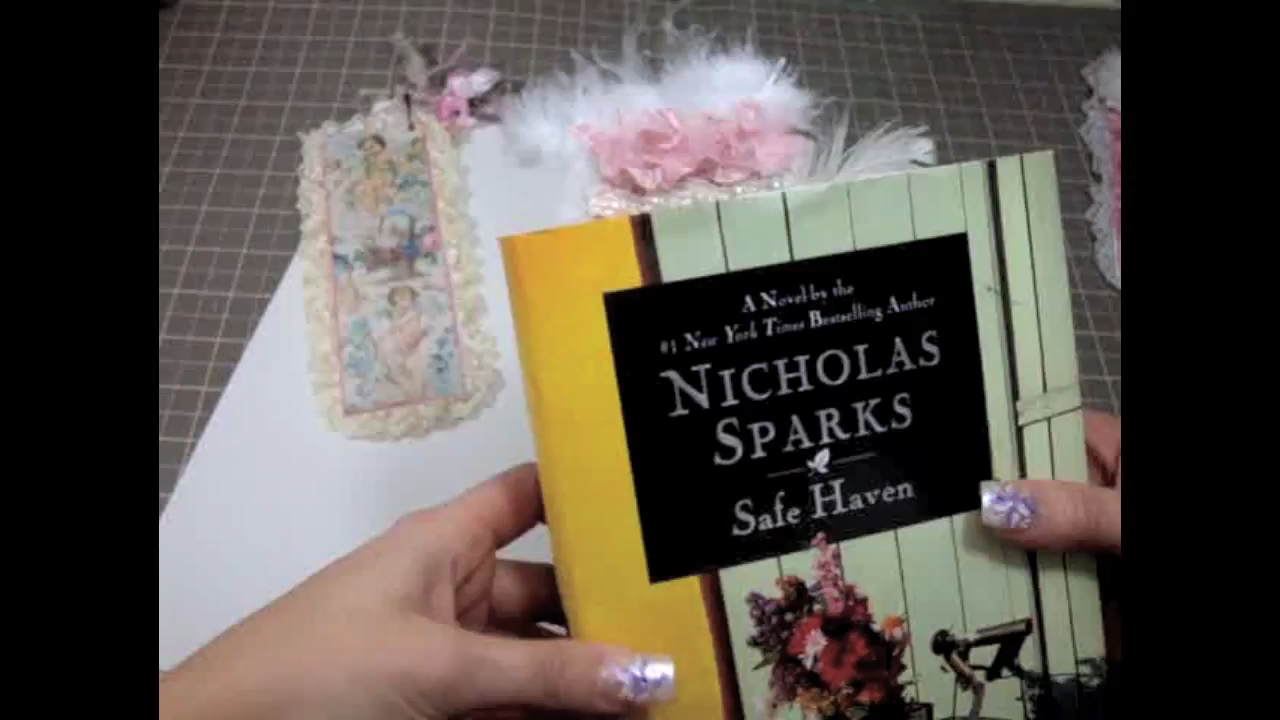 A Novel by the
#1 New York Times Bestselling Author
NICHOLAS
SPARKS
Safe Haven